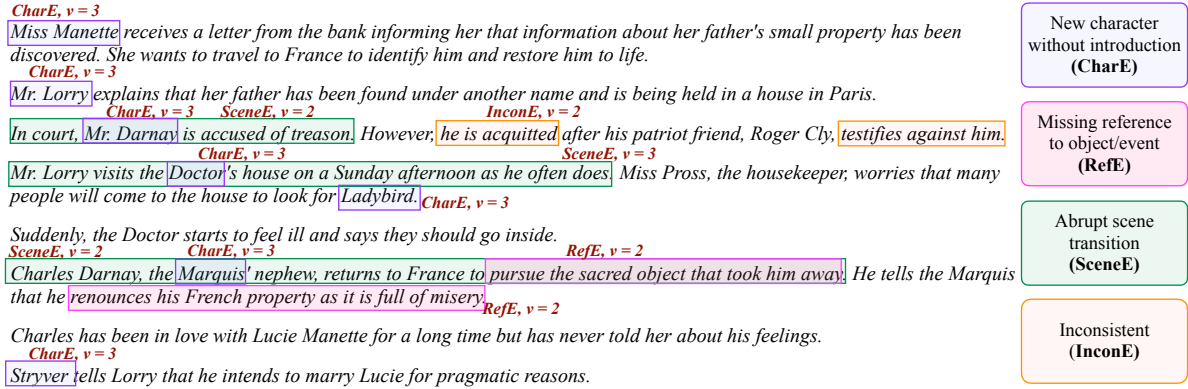 CharE, v = 3
Miss Manette receives a letter from the bank informing her that information about her father's small property has been
discovered. She wants to travel to France to identify him and restore him to life.
CharE, v = 3
Mr. Lorry explains that her father has been found under another name and is being held in a house in Paris.
CharE, v = 3 SceneE, v = 2 InconE, v = 2
In court, Mr. Darnay is accused of treason. However, he is acquitted after his patriot friend, Roger Cly, testifies against him.
CharE, v = 3 SceneE, v = 3
Mr. Lorry visits the Doctor's house on a Sunday afternoon as he often does. Miss Pross, the housekeeper, worries that many
people will come to the house to look for Ladybird. CharE, v = 3
Suddenly, the Doctor starts to feel ill and says they should go inside.
SceneE, v = 2 CharE, v = 3 RefE, v = 2
Charles Darnay, the Marquis' nephew, returns to France to pursue the sacred object that took him away. He tells the Marquis
that he renounces his French property as it is full of misery. RefE, v = 2
Charles has been in love with Lucie Manette for a long time but has never told her about his feelings.
CharE, v = 3
Stryver tells Lorry that he intends to marry Lucie for pragmatic reasons.
New character
without introduction
(CharE)
Missing reference
to object/event
(RefE)
Abrupt scene
transition
(SceneE)
Inconsistent
(InconE)